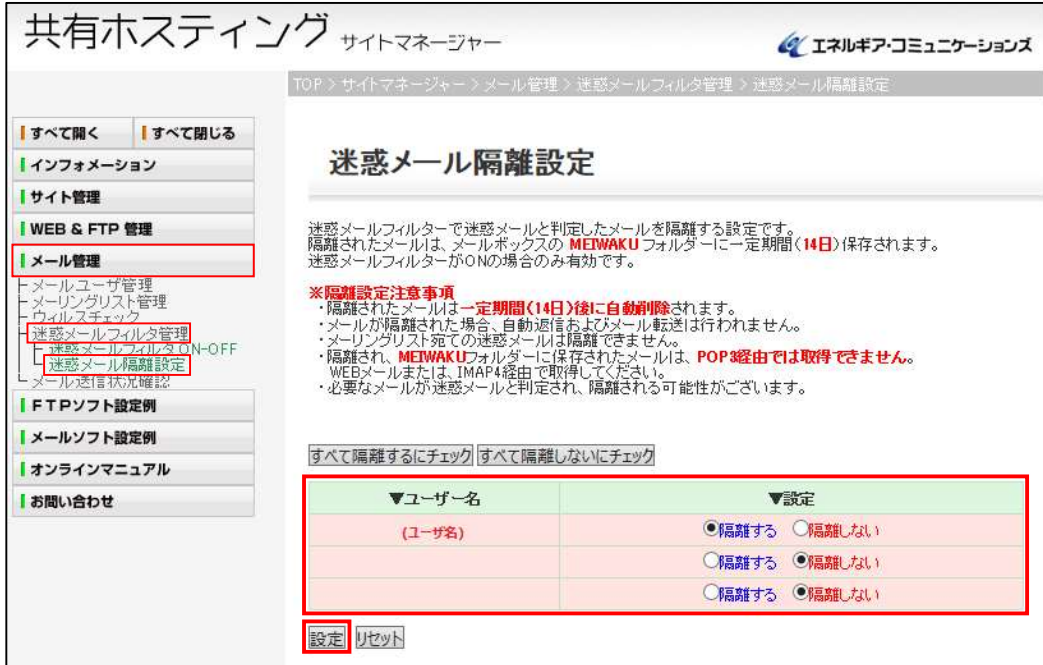 共有ホスティング サイトマネージャー
エネルギア・コミュニケーションズ
TOP > サイトマネージャー > メール管理 > 迷惑メールフィルタ管理 > 迷惑メール隔離設定
すべて開く すべて閉じる
インフォメーション
サイト管理
WEB & FTP 管理
メール管理
メールユーザ管理
メーリングリスト管理
ウィルスチェック
迷惑メールフィルタ管理
迷惑メールフィルタ ON-OFF
迷惑メール隔離設定
メール送信状況確認
FTPソフト設定例
メールソフト設定例
オンラインマニュアル
お問い合わせ
迷惑メール隔離設定
迷惑メールフィルターで迷惑メールと判定したメールを隔離する設定です。
隔離されたメールは、メールボックスの MEIWAKU フォルダーに一定期間(14日)保存されます。
迷惑メールフィルターがONの場合のみ有効です。
※隔離設定注意事項
・隔離されたメールは一定期間(14日)後に自動削除されます。
・メールが隔離された場合、自動返信およびメール転送は行われません。
・メーリングリスト宛ての迷惑メールは隔離できません。
・隔離され、MEIWAKUフォルダーに保存されたメールは、POP3経由では取得できません。
WEBメールまたは、IMAP4経由で取得してください。
・必要なメールが迷惑メールと判定され、隔離される可能性がございます。
すべて隔離するにチェック すべて隔離しないにチェック
▼ユーザー名 ▼設定
(ユーザ名) 隔離する 隔離しない
隔離する 隔離しない
隔離する 隔離しない
設定 リセット